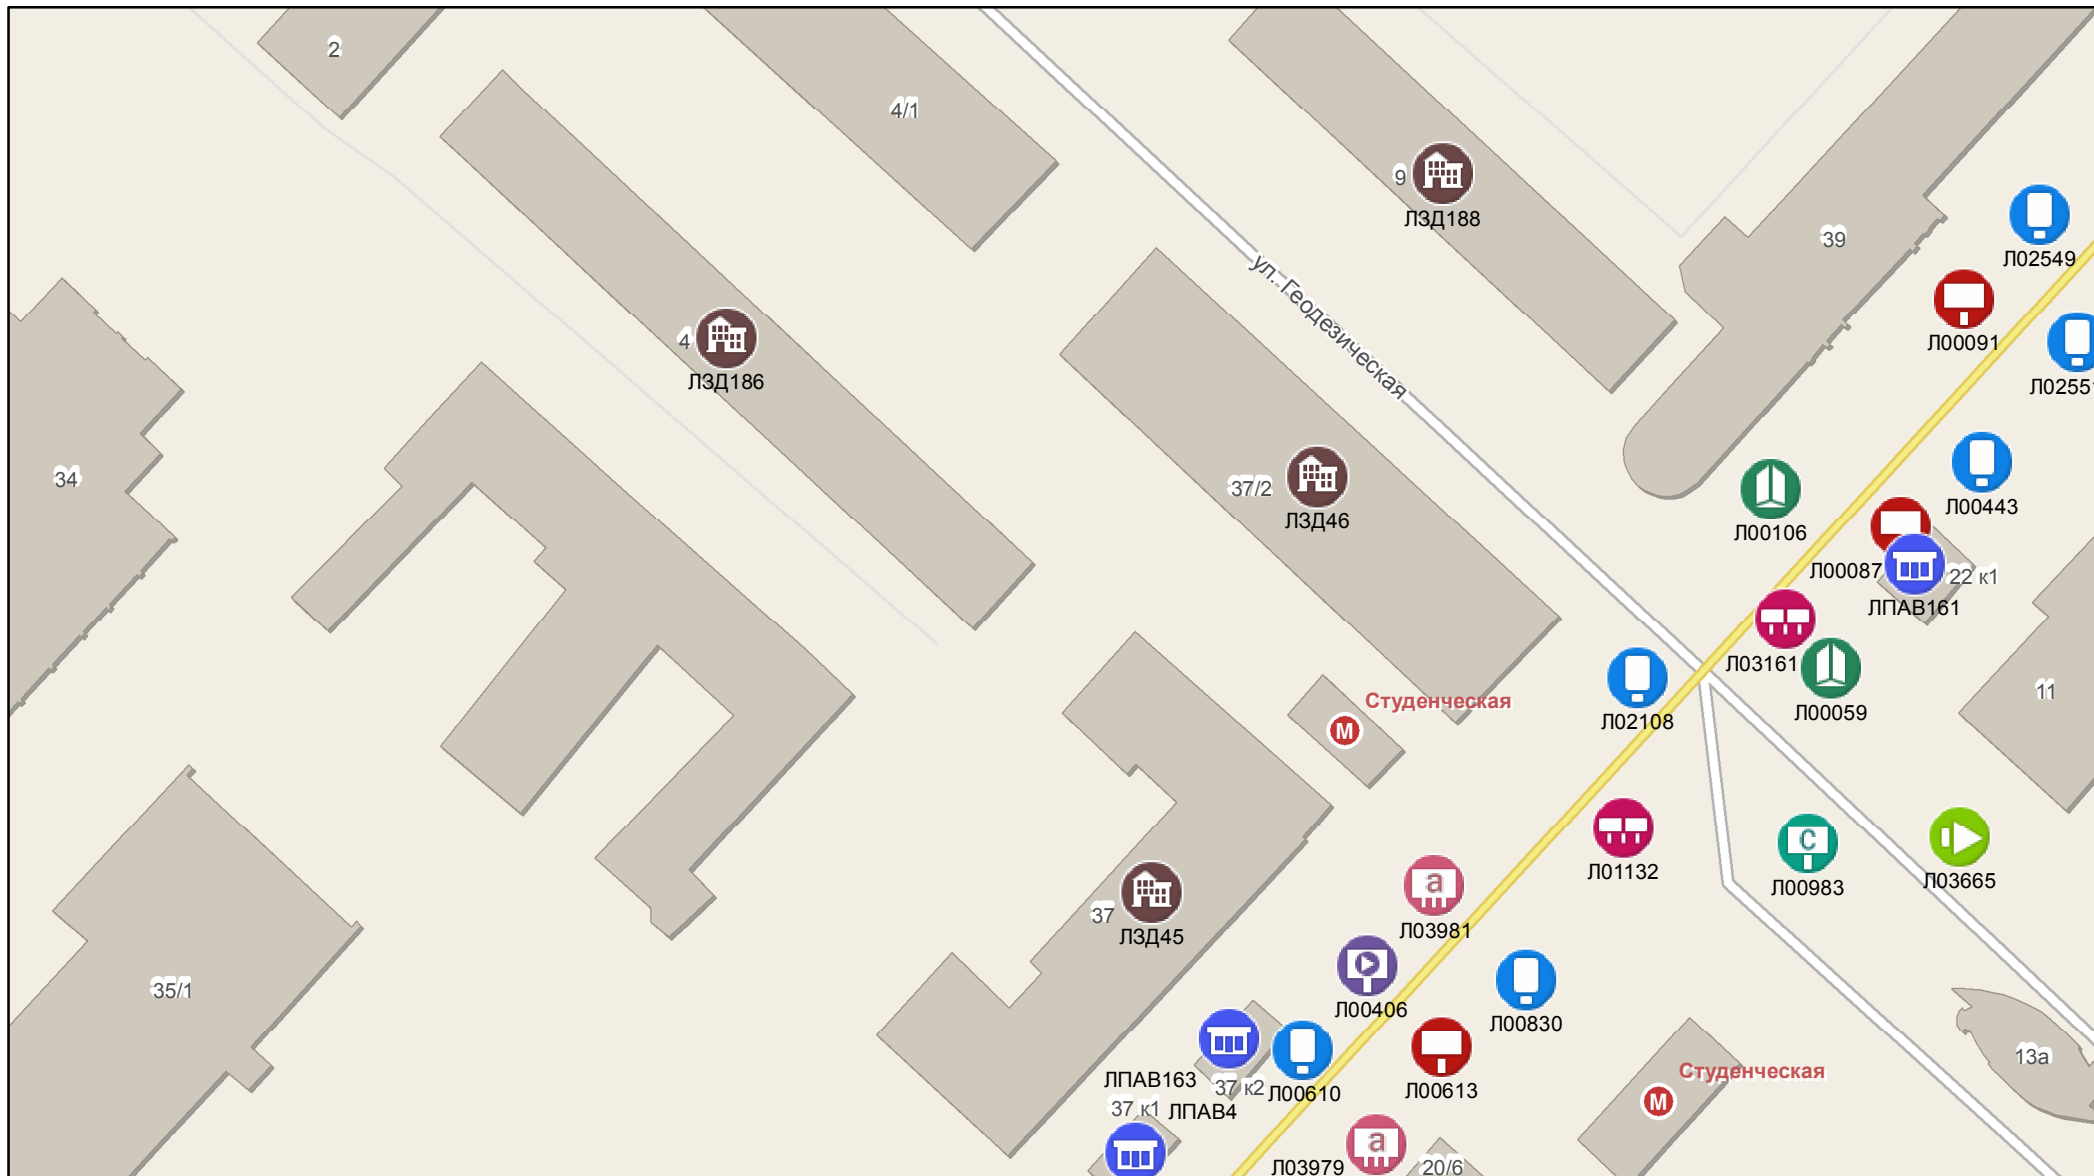 2
4/1
9
ЛЗД188
39
Л02549
ул. Геодезическая
Л00091
4
ЛЗД186
Л0255
34
37/2
ЛЗД46
Л00106
Л00443
Л00087
22 к1
ЛПАВ161
Л03161
Л00059
11
Студенческая
М
Л02108
Л01132
С
Л00983
Л03665
37
ЛЗД45
а
Л03981
35/1
Л00406
Л00830
13а
Л00613
Студенческая
М
ЛПАВ163
37 к2
Л00610
37 к1
ЛПАВ4
а
Л03979
20/6